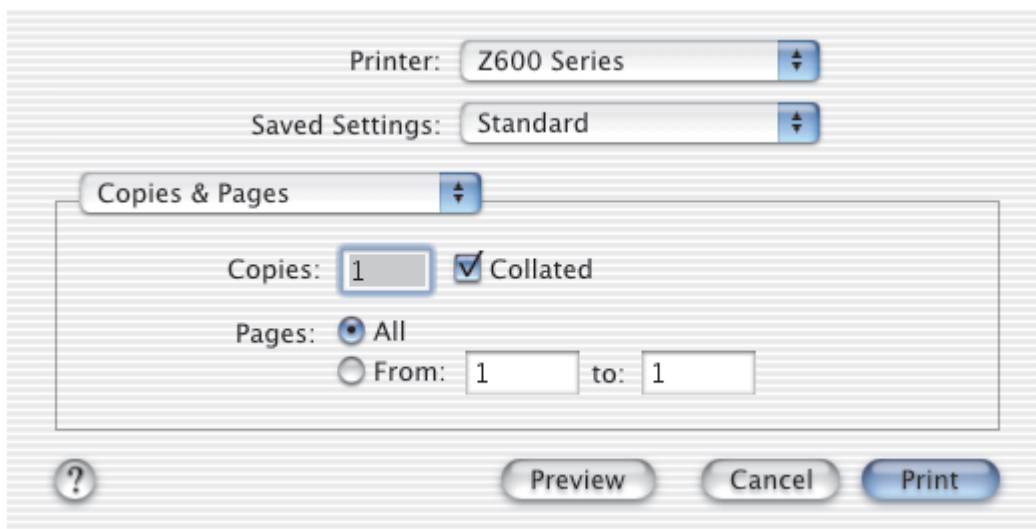 Printer: Z600 Series
Saved Settings: Standard
Copies & Pages
Copies: 1 Collated
Pages: All
From: 1 to: 1
? Preview Cancel Print